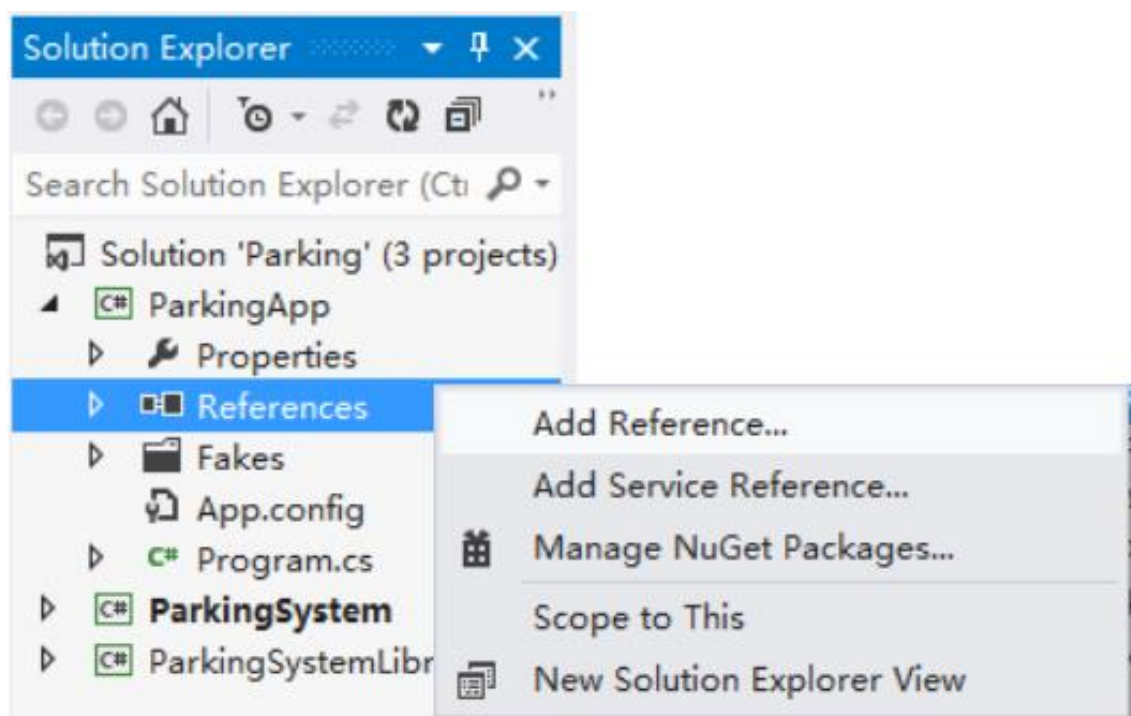 Solution Explorer
Search Solution Explorer (Ct
Solution 'Parking' (3 projects)
C# ParkingApp
Properties
References
Add Reference...
Fakes
Add Service Reference...
App.config
Manage NuGet Packages...
C# Program.cs
C# ParkingSystem
Scope to This
C# ParkingSystemLibr
New Solution Explorer View